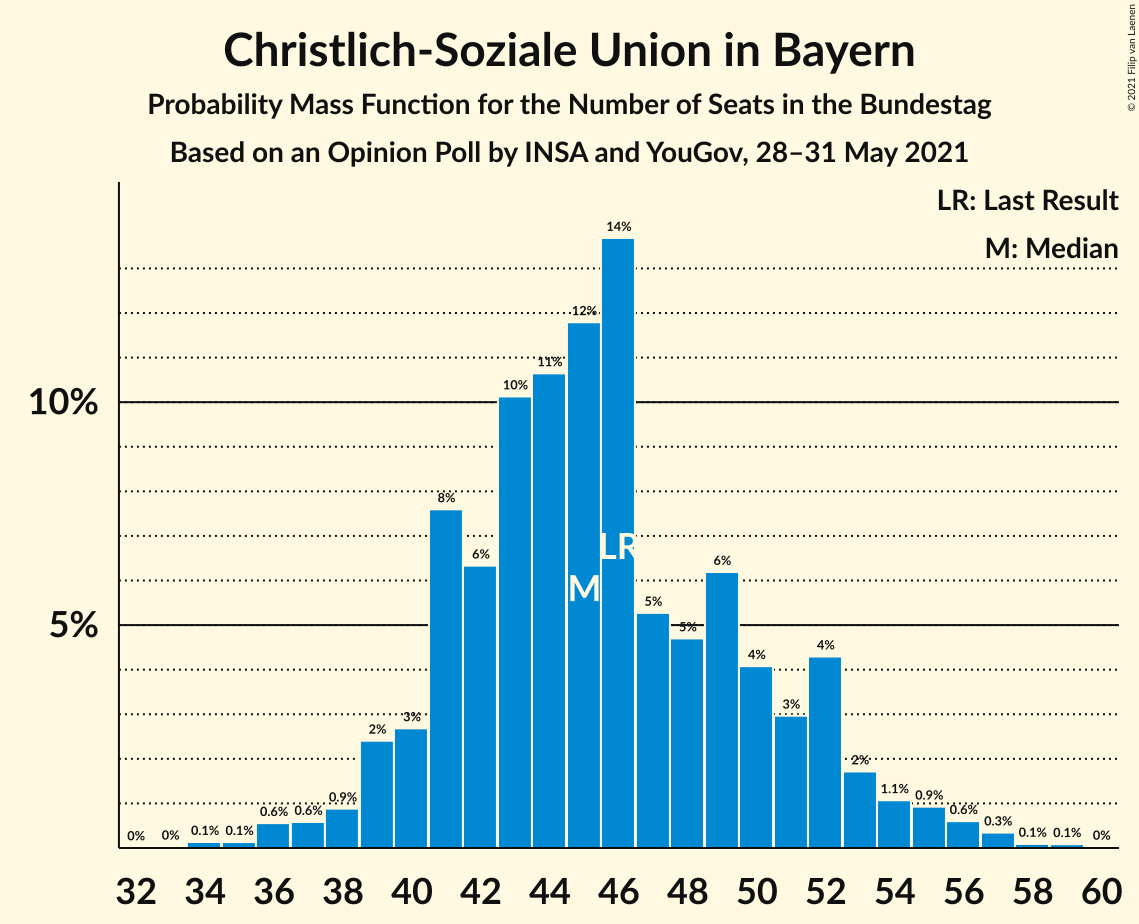 Christlich-Soziale Union in Bayern
Probability Mass Function for the Number of Seats in the Bundestag
Based on an Opinion Poll by INSA and YouGov, 28–31 May 2021
© 2021 Filip van Laenen
LR: Last Result
M: Median
10%
5%
0% 0% 0.1% 0.1% 0.6% 0.6% 0.9% 2% 3% 8% 6% 10% 11% 12% 14% 5% 5% 6% 4% 3% 4% 2% 1.1% 0.9% 0.6% 0.3% 0.1% 0.1% 0%
LR
M
32 34 36 38 40 42 44 46 48 50 52 54 56 58 60